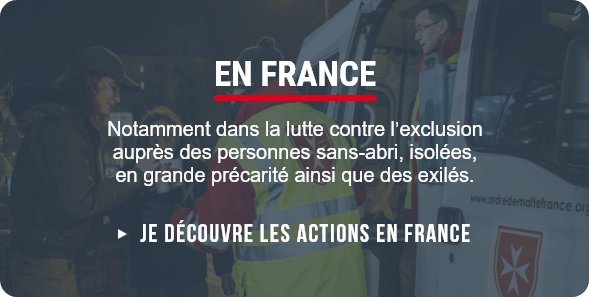 EN FRANCE
Notamment dans la lutte contre l'exclusion
auprès des personnes sans-abri, isolées,
en grande précarité ainsi que des exilés.
www.ordredemaltefrance.org
▸ JE DÉCOUVRE LES ACTIONS EN FRANCE